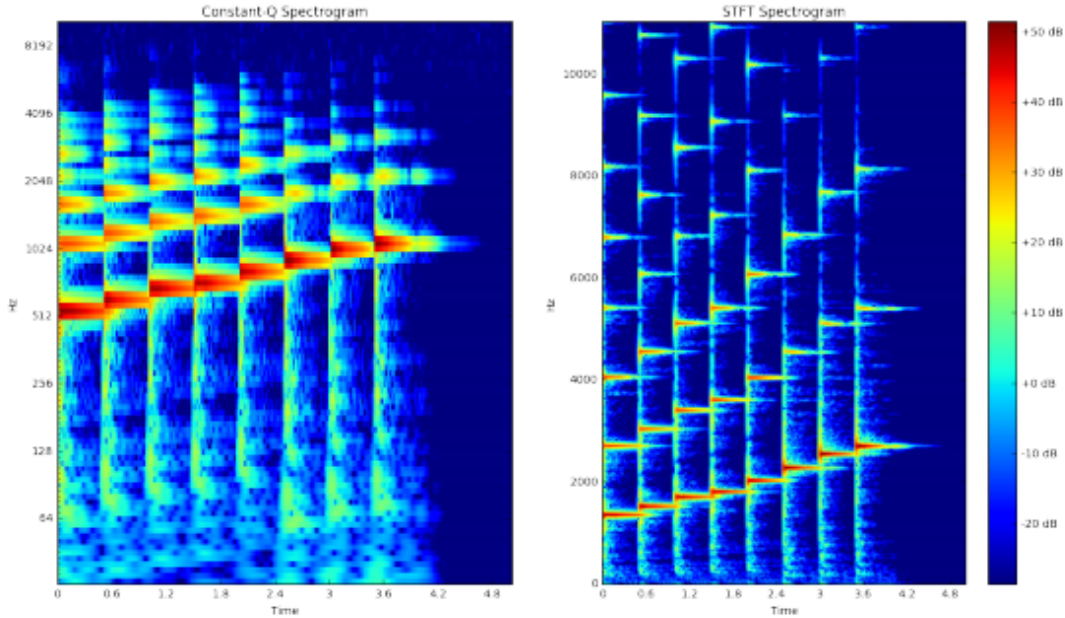 Constant-Q Spectrogram
8192
4096
2048
1024
512
256
128
64
Hz
0 0.6 1.2 1.8 2.4 3 3.6 4.2 4.8
Time
STFT Spectrogram
10000
8000
6000
4000
2000
0
Hz
0 0.6 1.2 1.8 2.4 3 3.6 4.2 4.8
Time
+50 dB
+40 dB
+30 dB
+20 dB
+10 dB
+0 dB
-10 dB
-20 dB